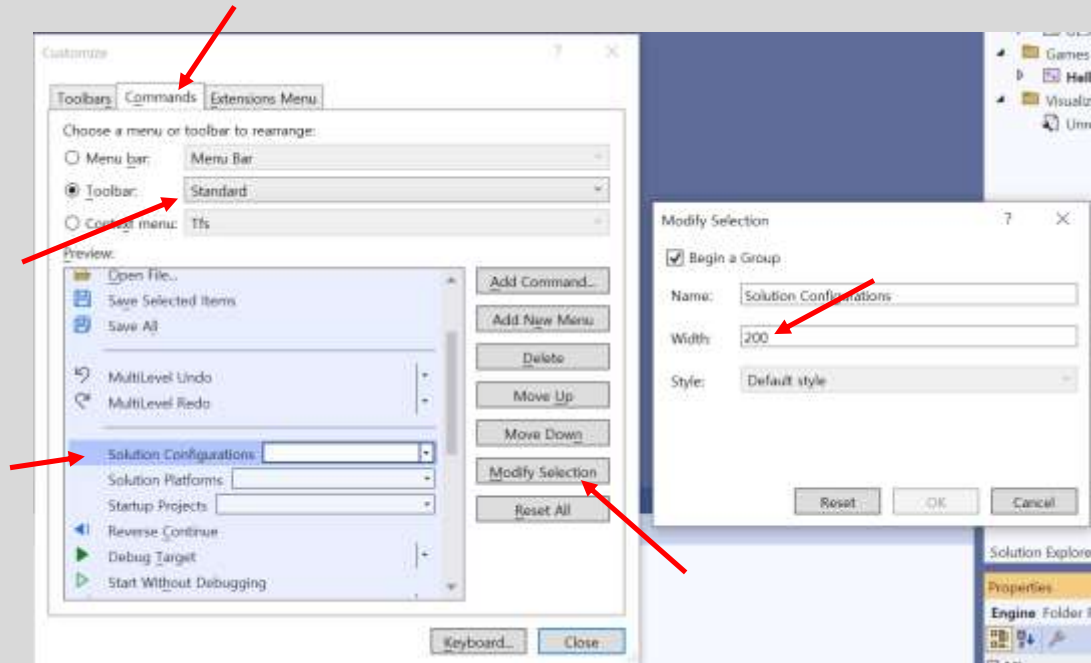 Customize ? ×
Toolbars Commands Extensions Menu
Choose a menu or toolbar to rearrange:
Menu bar: Menu Bar
Toolbar: Standard
Context menu: Tfs
Preview:
Open File...
Save Selected Items
Save All
MultiLevel Undo
MultiLevel Redo
Solution Configurations
Solution Platforms
Startup Projects
Reverse Continue
Debug Target
Start Without Debugging
Add Command...
Add New Menu
Delete
Move Up
Move Down
Modify Selection
Reset All
Keyboard... Close
Modify Selection ? ×
Begin a Group
Name: Solution Configurations
Width: 200
Style: Default style
Reset OK Cancel
Games
Solution Explore
Properties
Engine Folder